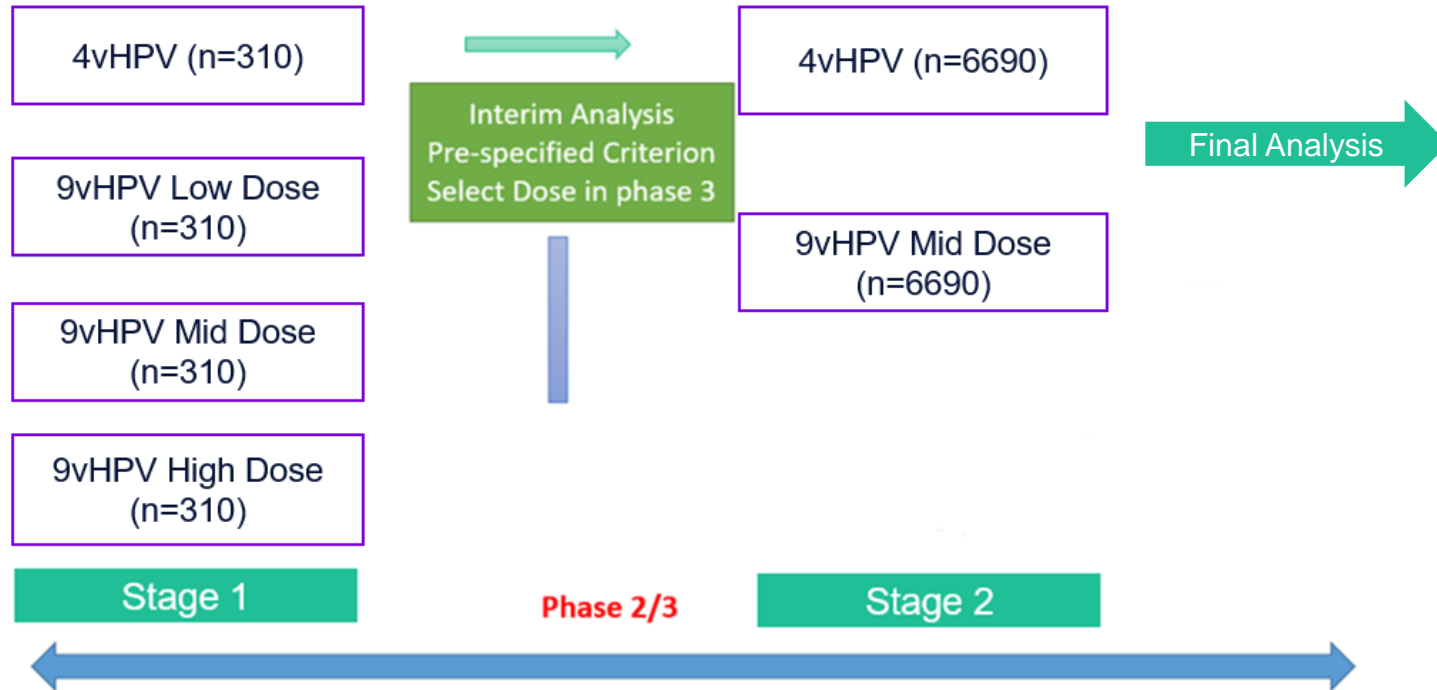 4vHPV (n=310)
9vHPV Low Dose
(n=310)
9vHPV Mid Dose
(n=310)
9vHPV High Dose
(n=310)
Stage 1
Interim Analysis
Pre-specified Criterion
Select Dose in phase 3
Phase 2/3
4vHPV (n=6690)
9vHPV Mid Dose
(n=6690)
Stage 2
Final Analysis